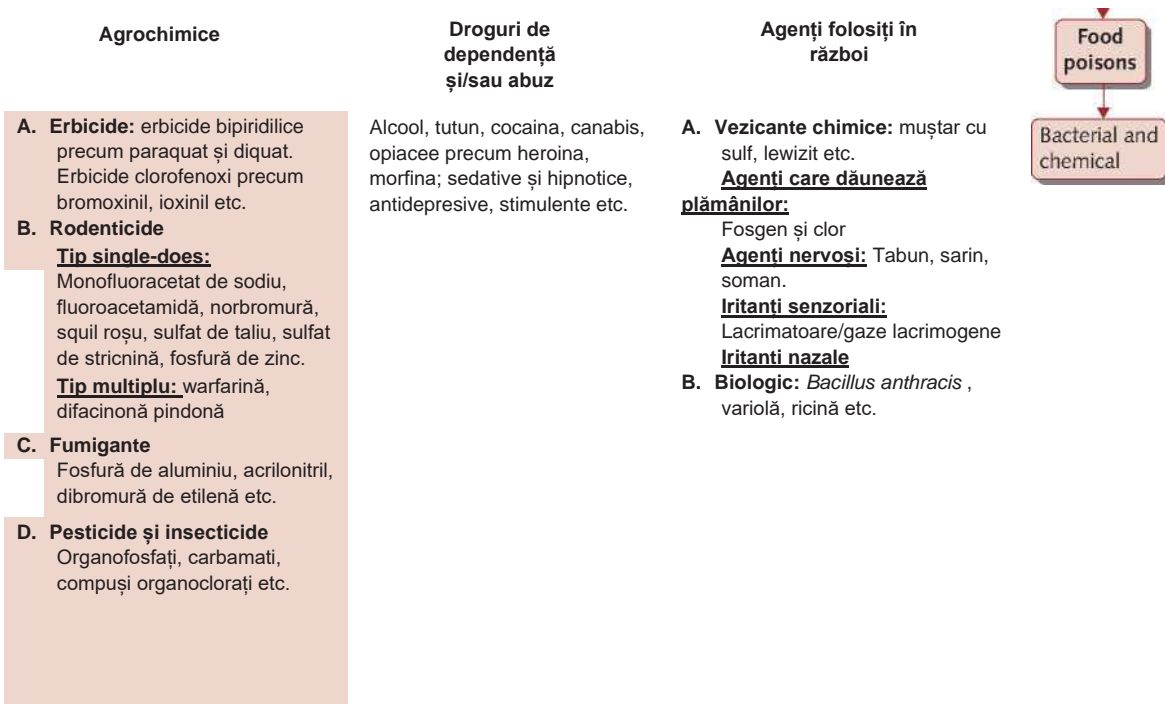 Agrochimice
A. Erbicide: erbicide bipiridilice
precum paraquat și diquat.
Erbicide clorofenoxi precum
bromoxinil, ioxinil etc.
B. Rodenticide
Tip single-does:
Monofluoracetat de sodiu,
fluoroacetamidă, norbromură,
squil roșu, sulfat de taliu, sulfat
de stricnină, fosfură de zinc.
Tip multiplu: warfarină,
difacinonă pindonă
C. Fumigante
Fosfură de aluminiu, acrilonitril,
dibromură de etilenă etc.
D. Pesticide și insecticide
Organofosfați, carbamati,
compuși organoclorați etc.
Droguri de
dependență
și/sau abuz
Alcool, tutun, cocaina, canabis,
opiacee precum heroina,
morfina; sedative și hipnotice,
antidepresive, stimulente etc.
Agenți folosiți în
război
A. Vezicante chimice: muștar cu
sulf, lewizit etc.
Agenți care dăunează
plămânilor:
Fosgen și clor
Agenți nervoși: Tabun, sarin,
soman.
Iritanți senzoriali:
Lacrimatoare/gaze lacrimogene
Iritanti nazale
B. Biologic: Bacillus anthracis ,
variolă, ricină etc.
Food
poisons
Bacterial and
chemical